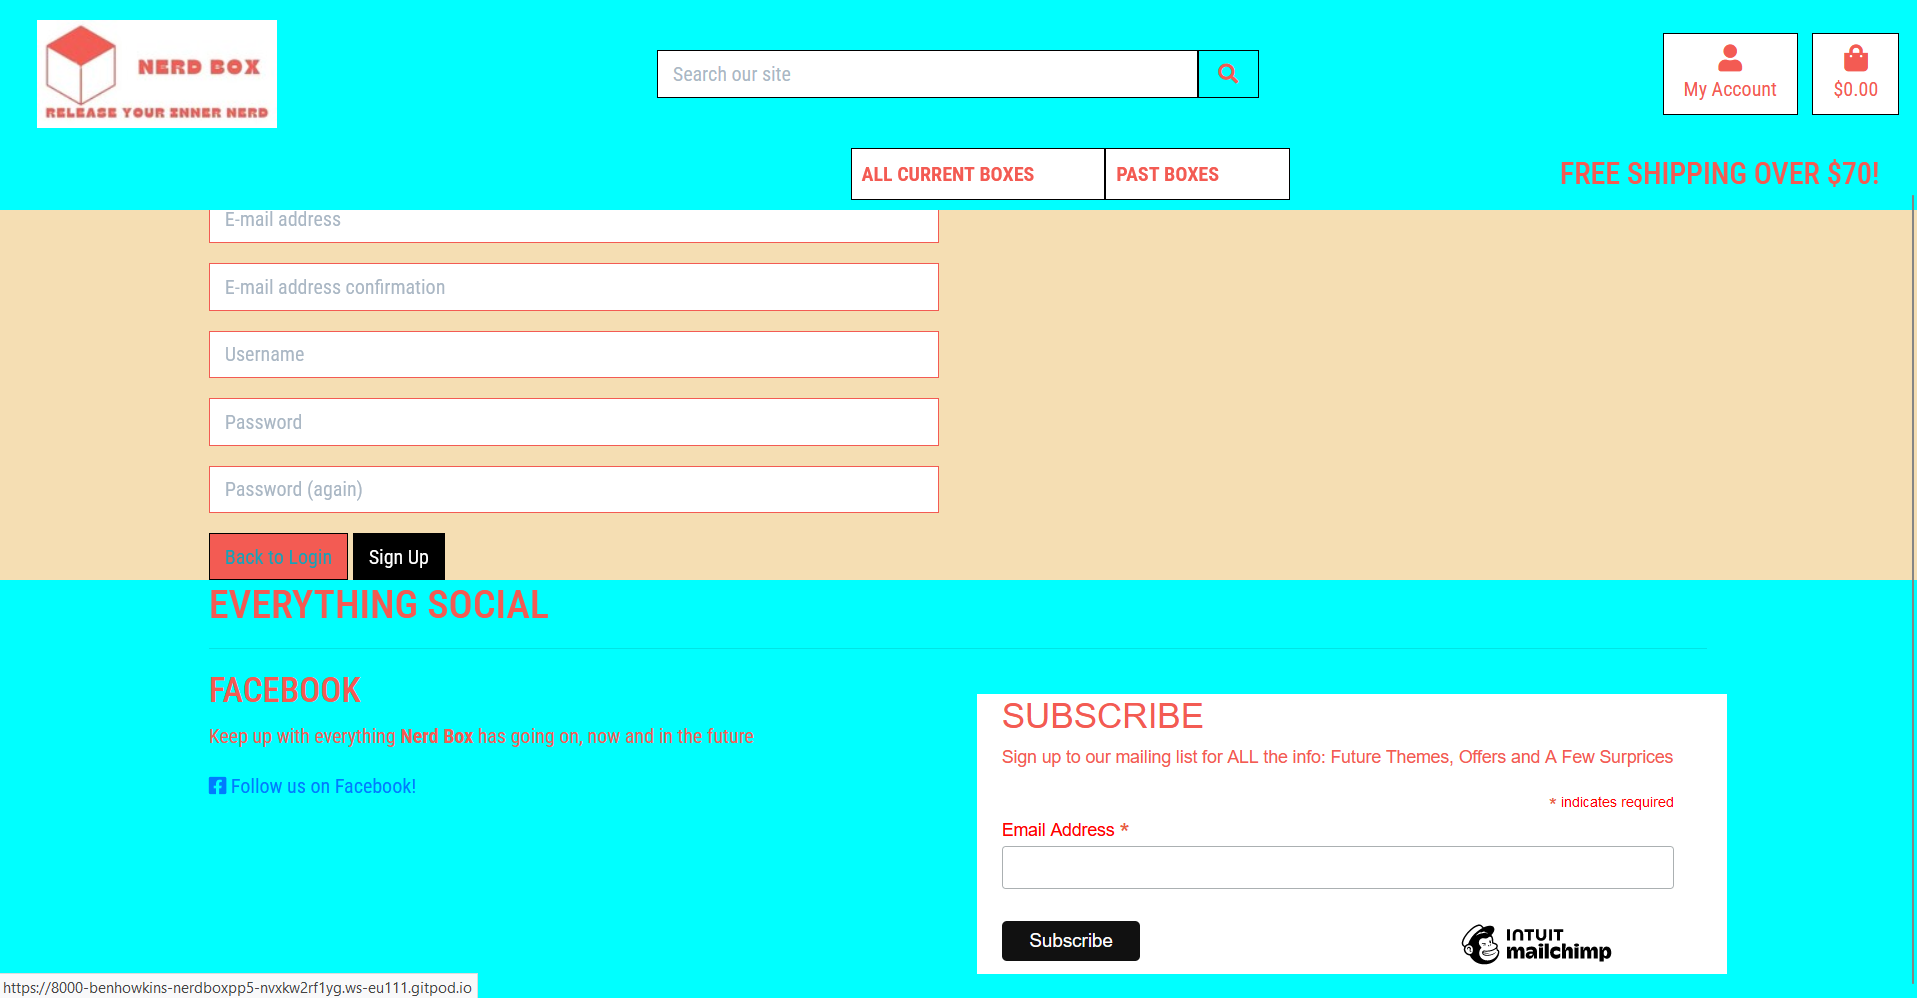 NERD BOX
RELEASE YOUR INNER NERD
Search our site
My Account
$0.00
ALL CURRENT BOXES
PAST BOXES
FREE SHIPPING OVER $70!
E-mail address
E-mail address confirmation
Username
Password
Password (again)
Back to Login
Sign Up
EVERYTHING SOCIAL
FACEBOOK
Keep up with everything Nerd Box has going on, now and in the future
Follow us on Facebook!
SUBSCRIBE
Sign up to our mailing list for ALL the info: Future Themes, Offers and A Few Surprices
* indicates required
Email Address *
Subscribe
INTUIT
mailchimp
https://8000-benhowkins-nerdboxpp5-nvxkw2rf1yg.ws-eu111.gitpod.io